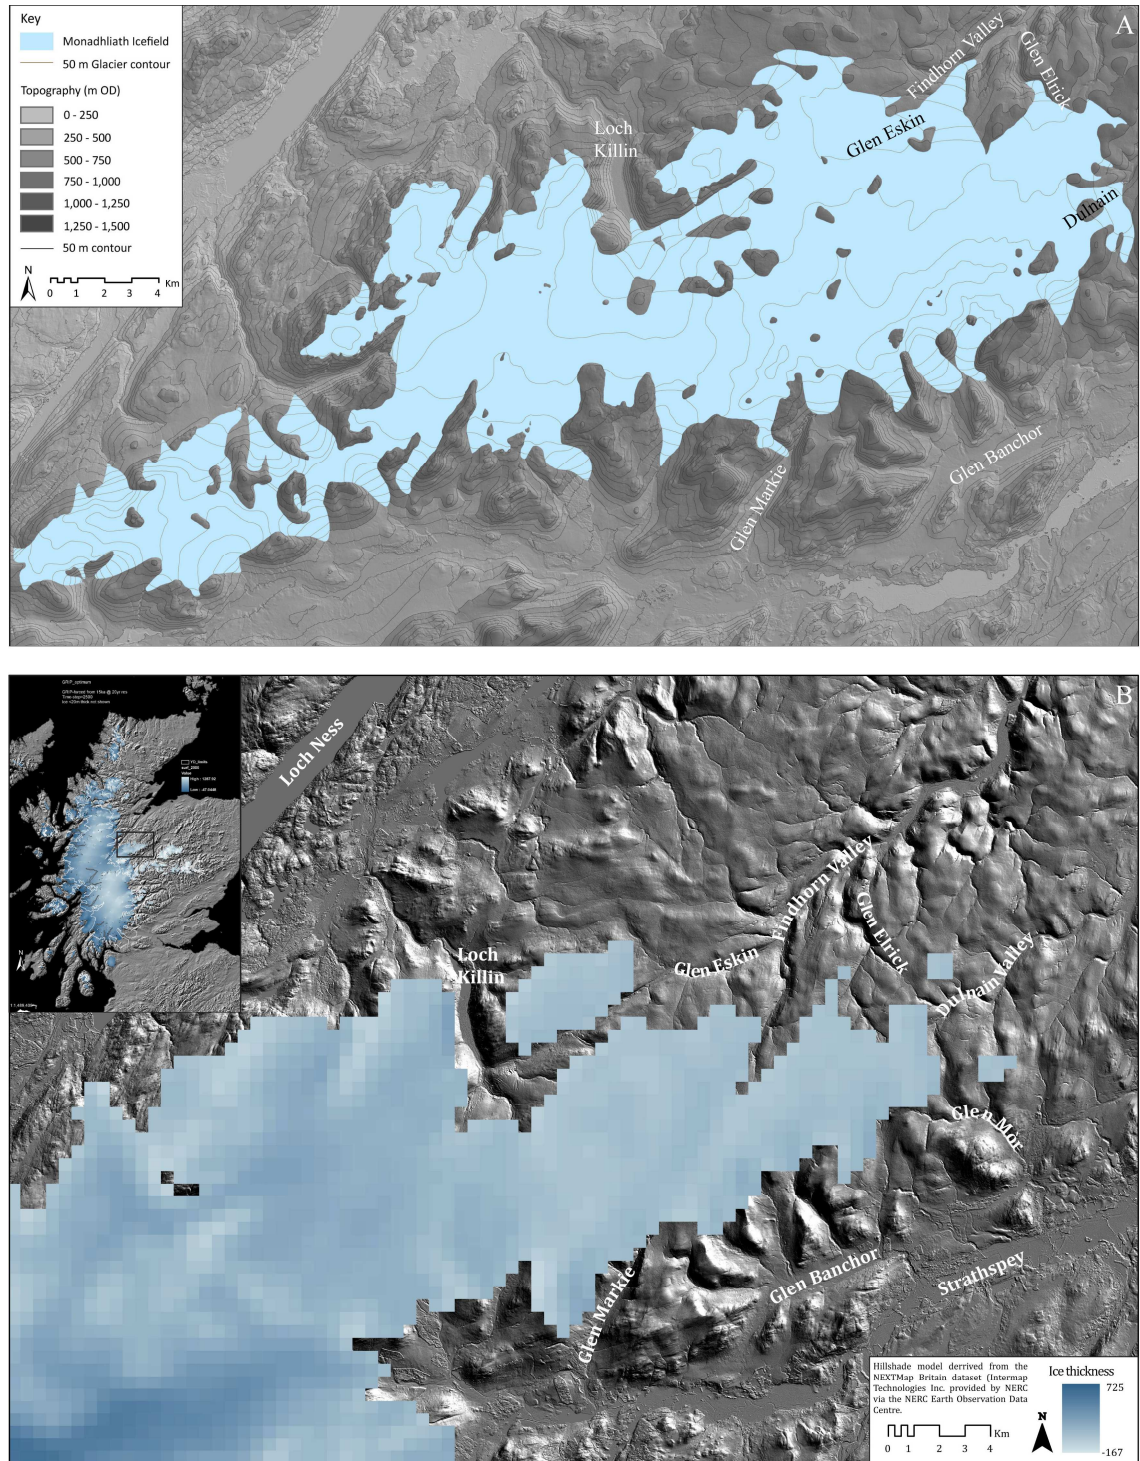 Key
Monadhliath Icefield
50 m Glacier contour
Topography (m OD)
0 - 250
250 - 500
500 - 750
750 - 1,000
1,000 - 1,250
1,250 - 1,500
50 m contour
N
0 1 2 3 4 Km
A
Findhorn Valley
Glen Elrick
Loch
Killin
Glen Eskin
Dulnain
Glen Banchor
Glen Markie
B
GRIP_optimum
Loch Ness
Findhorn Valley
Glen Elrick
Loch
Killin
Glen Eskin
Dulnain Valley
Glen Mor
Glen Banchor
Strathspey
Glen Markie
Hillshade model derrived from the
NEXTMap Britain dataset (Intermap
Technologies Inc. provided by NERC
via the NERC Earth Observation Data
Centre.
0 1 2 3 4 Km
N
Ice thickness
725
-167